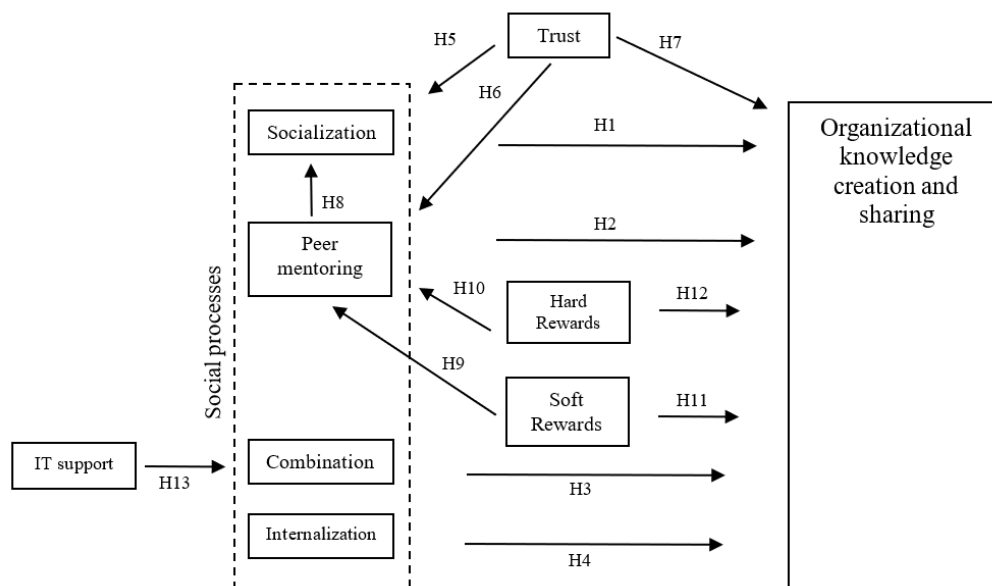 Trust
H5
H7
H6
Socialization
H1
Organizational
knowledge
creation and
sharing
H8
Peer
mentoring
H2
H10
Hard
Rewards
H12
Social processes
H9
Soft
Rewards
H11
IT support
H13
Combination
H3
Internalization
H4